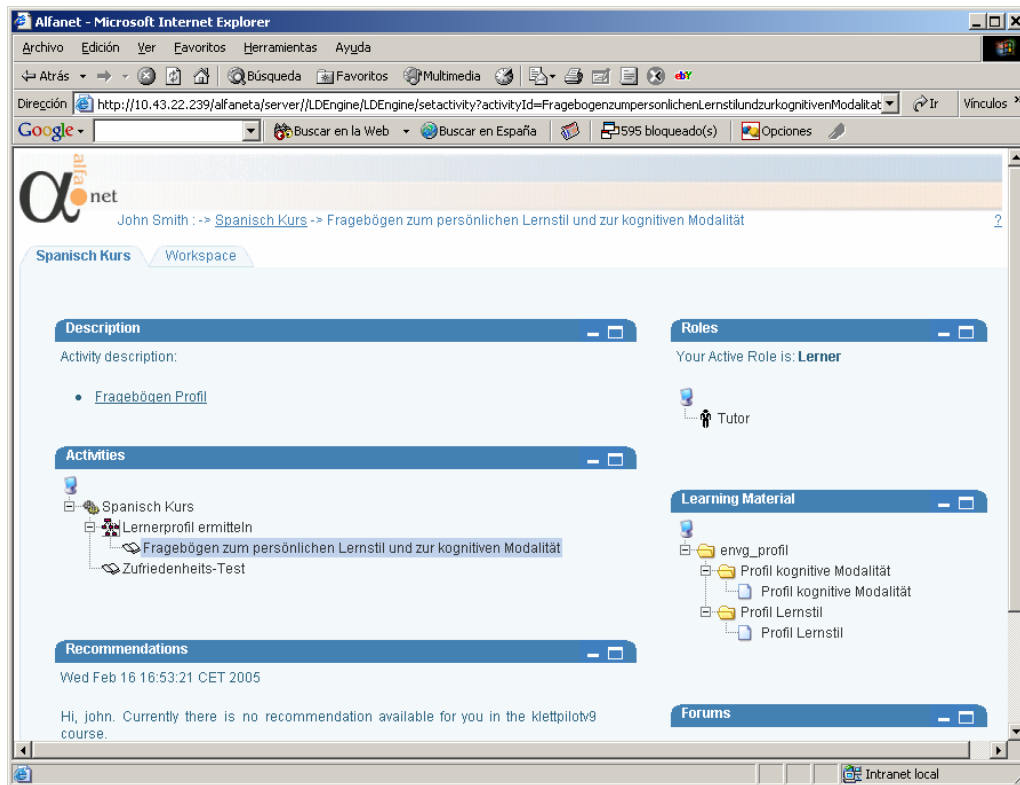 Alfanet - Microsoft Internet Explorer
Archivo Edición Ver Favoritos Herramientas Ayuda
Atrás Búsqueda Favoritos Multimedia ebY
Dirección http://10.43.22.239/alfaneta/server//LDEngine/LDEngine/setactivity?activityId=FragebogenzumpersonlichenLernstilundzurkognitivenModalitat Ir Vínculos »
Google Buscar en la Web Buscar en España 595 bloqueado(s) Opciones
α alfa net
John Smith : -> Spanisch Kurs -> Fragebögen zum persönlichen Lernstil und zur kognitiven Modalität ?
Spanisch Kurs Workspace
Description
Activity description:
• Fragebögen Profil
Activities
Spanisch Kurs
Lernerprofil ermitteln
Fragebögen zum persönlichen Lernstil und zur kognitiven Modalität
Zufriedenheits-Test
Recommendations
Wed Feb 16 16:53:21 CET 2005
Hi, john. Currently there is no recommendation available for you in the klettpilotv9
course.
Roles
Your Active Role is: Lerner
Tutor
Learning Material
envg_profil
Profil kognitive Modalität
Profil kognitive Modalität
Profil Lernstil
Profil Lernstil
Forums
Intranet local